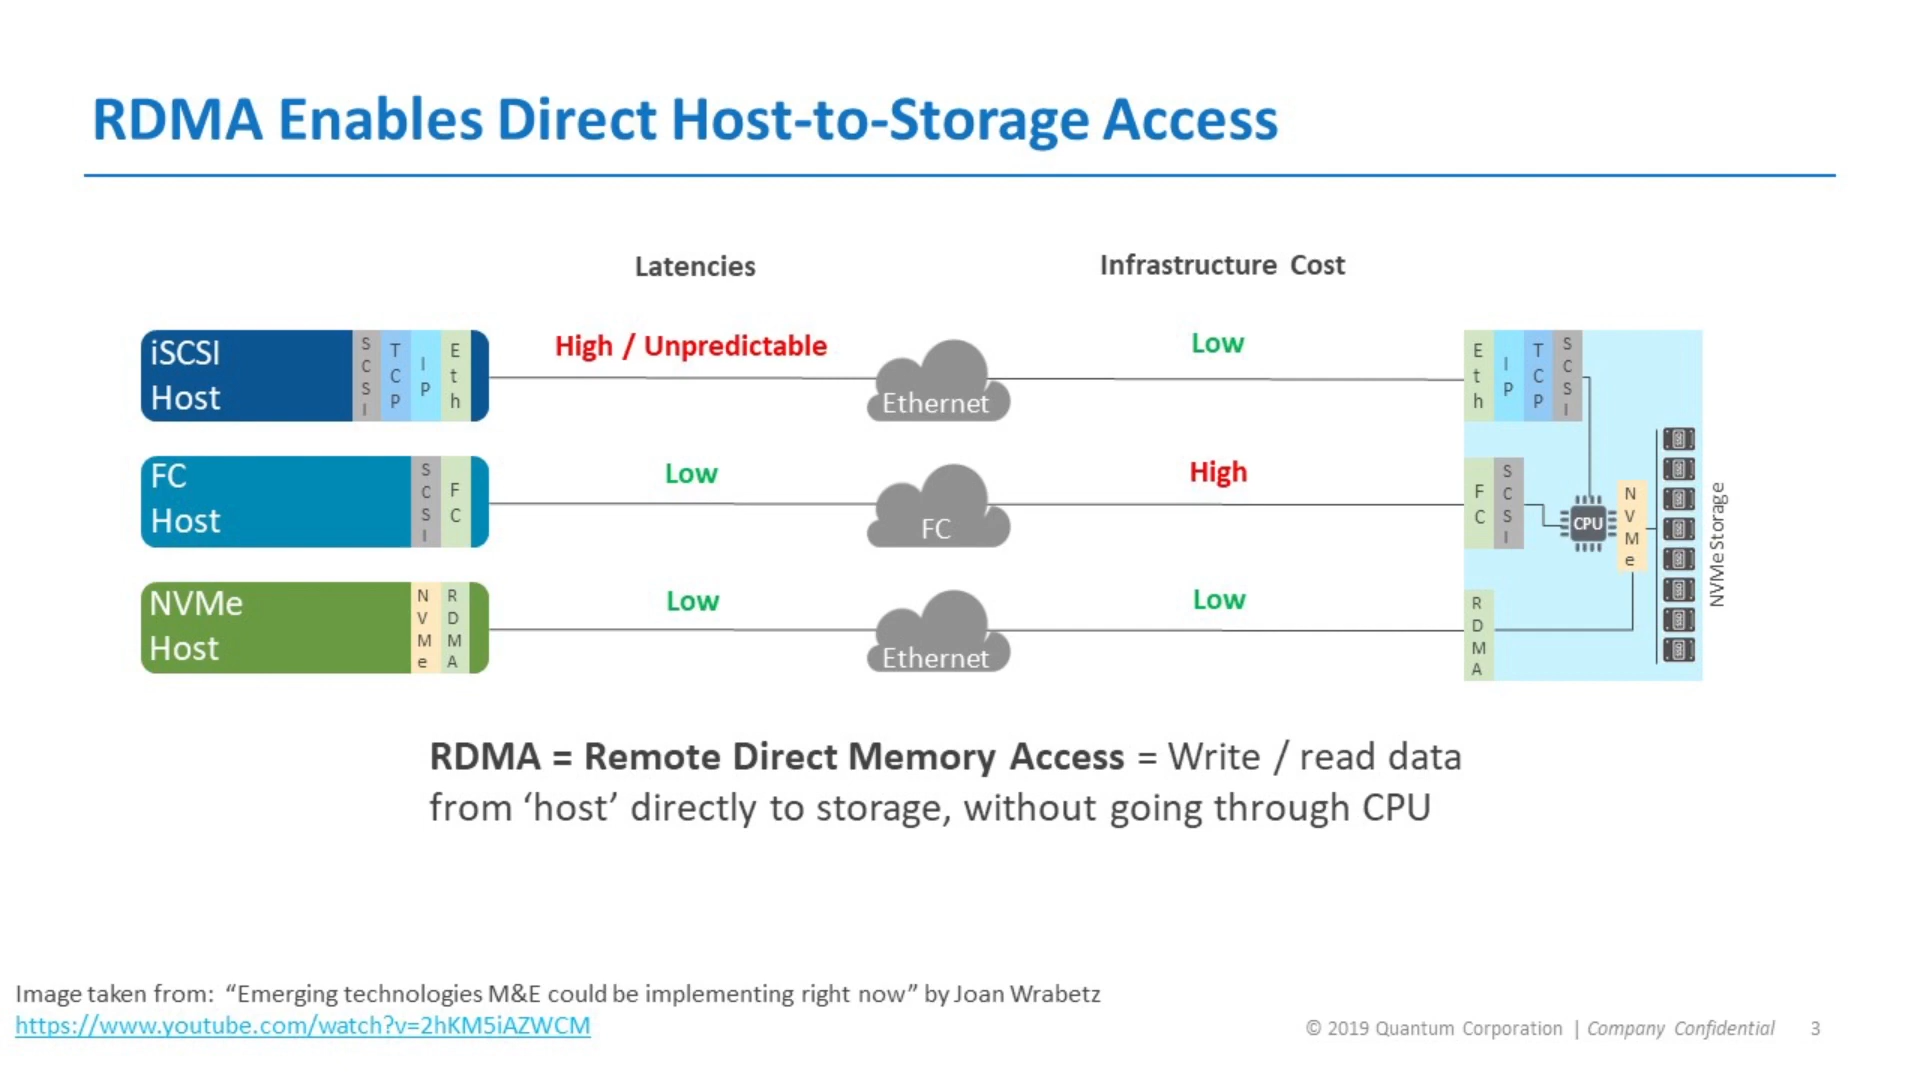 RDMA Enables Direct Host-to-Storage Access
Latencies
Infrastructure Cost
iSCSI
Host
SCSI
TCP
IP
Eth
High / Unpredictable
Ethernet
Low
Eth
IP
TCP
SCSI
FC
Host
SCSI
FC
Low
FC
High
FC
SCSI
CPU
NVMe
NVMe Storage
NVMe
Host
NVMe
RDMA
Low
Ethernet
Low
RDMA
RDMA = Remote Direct Memory Access = Write / read data
from ‘host’ directly to storage, without going through CPU
Image taken from: “Emerging technologies M&E could be implementing right now” by Joan Wrabetz
https://www.youtube.com/watch?v=2hKM5iAZWCM
© 2019 Quantum Corporation | Company Confidential 3